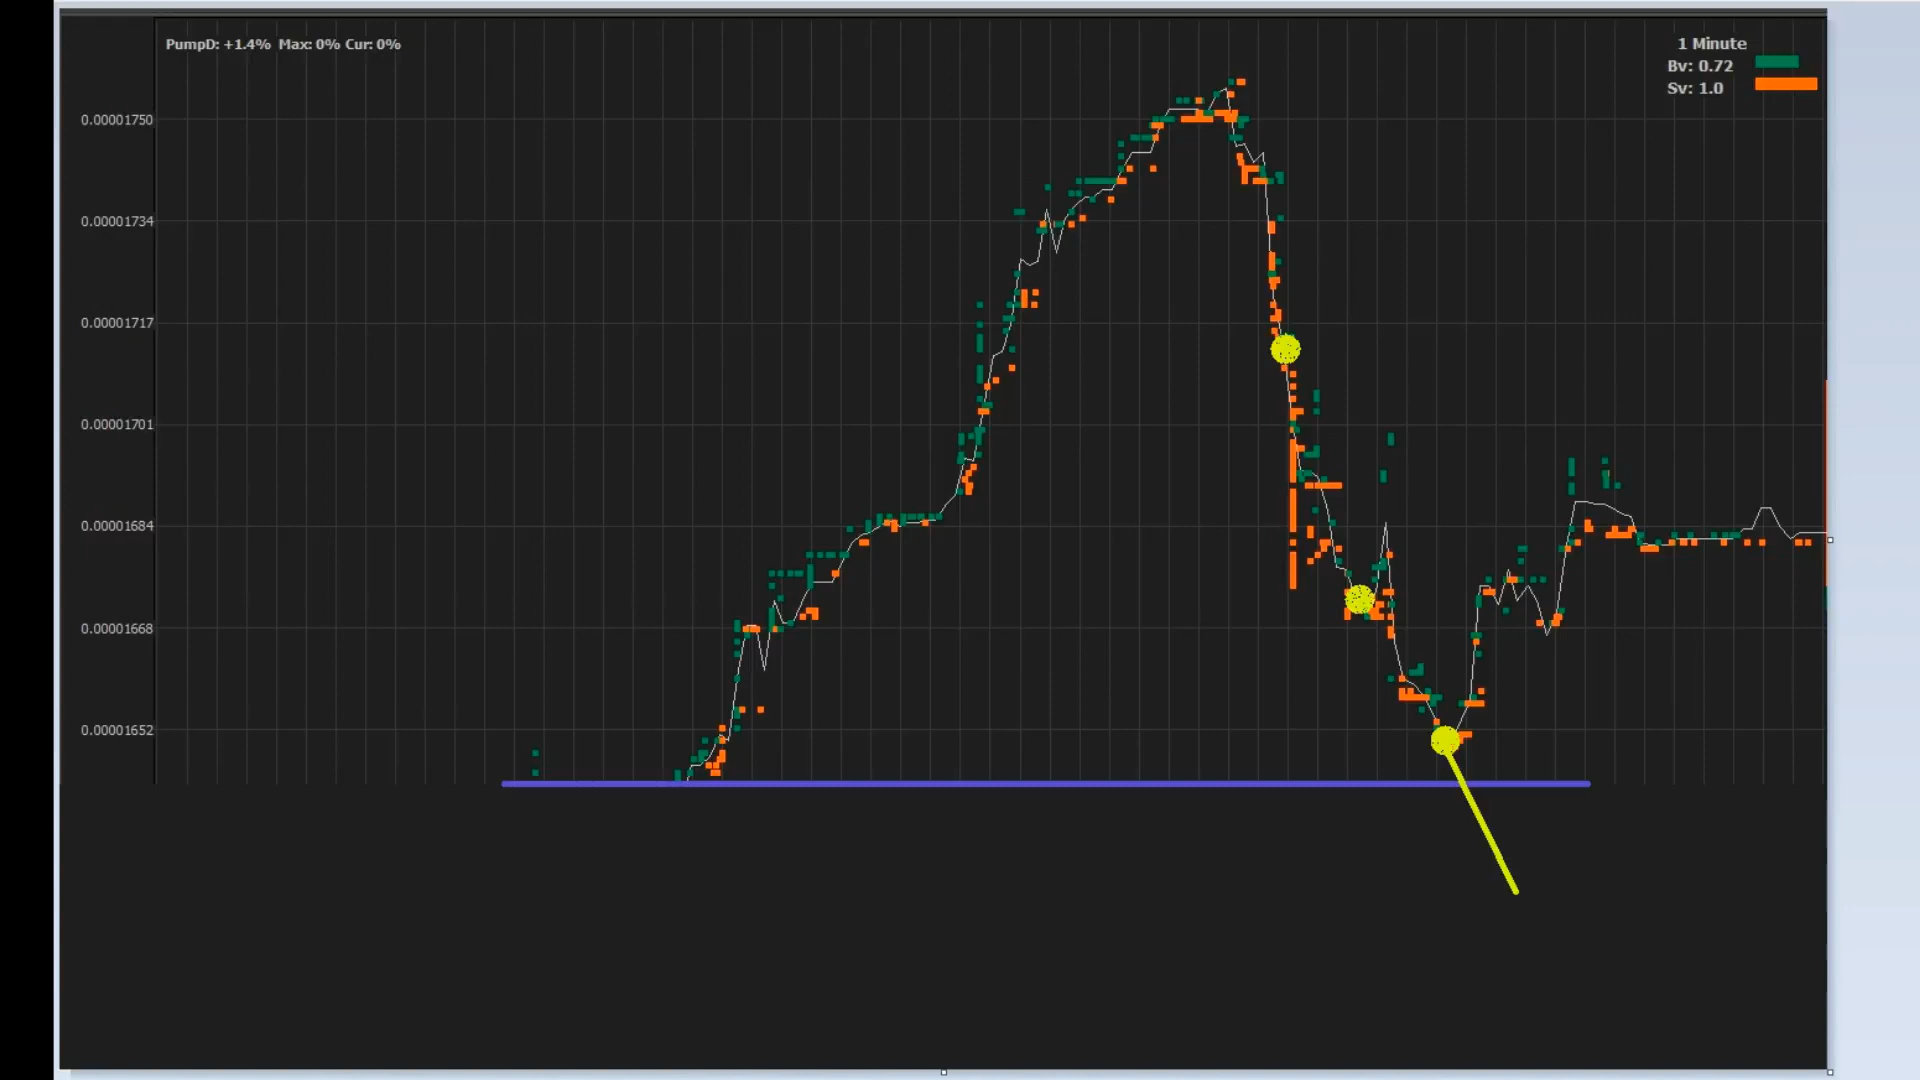 PumpD: +1.4% Max: 0% Cur: 0%
1 Minute
Bv: 0.72
Sv: 1.0
0.00001750
0.00001734
0.00001717
0.00001701
0.00001684
0.00001668
0.00001652